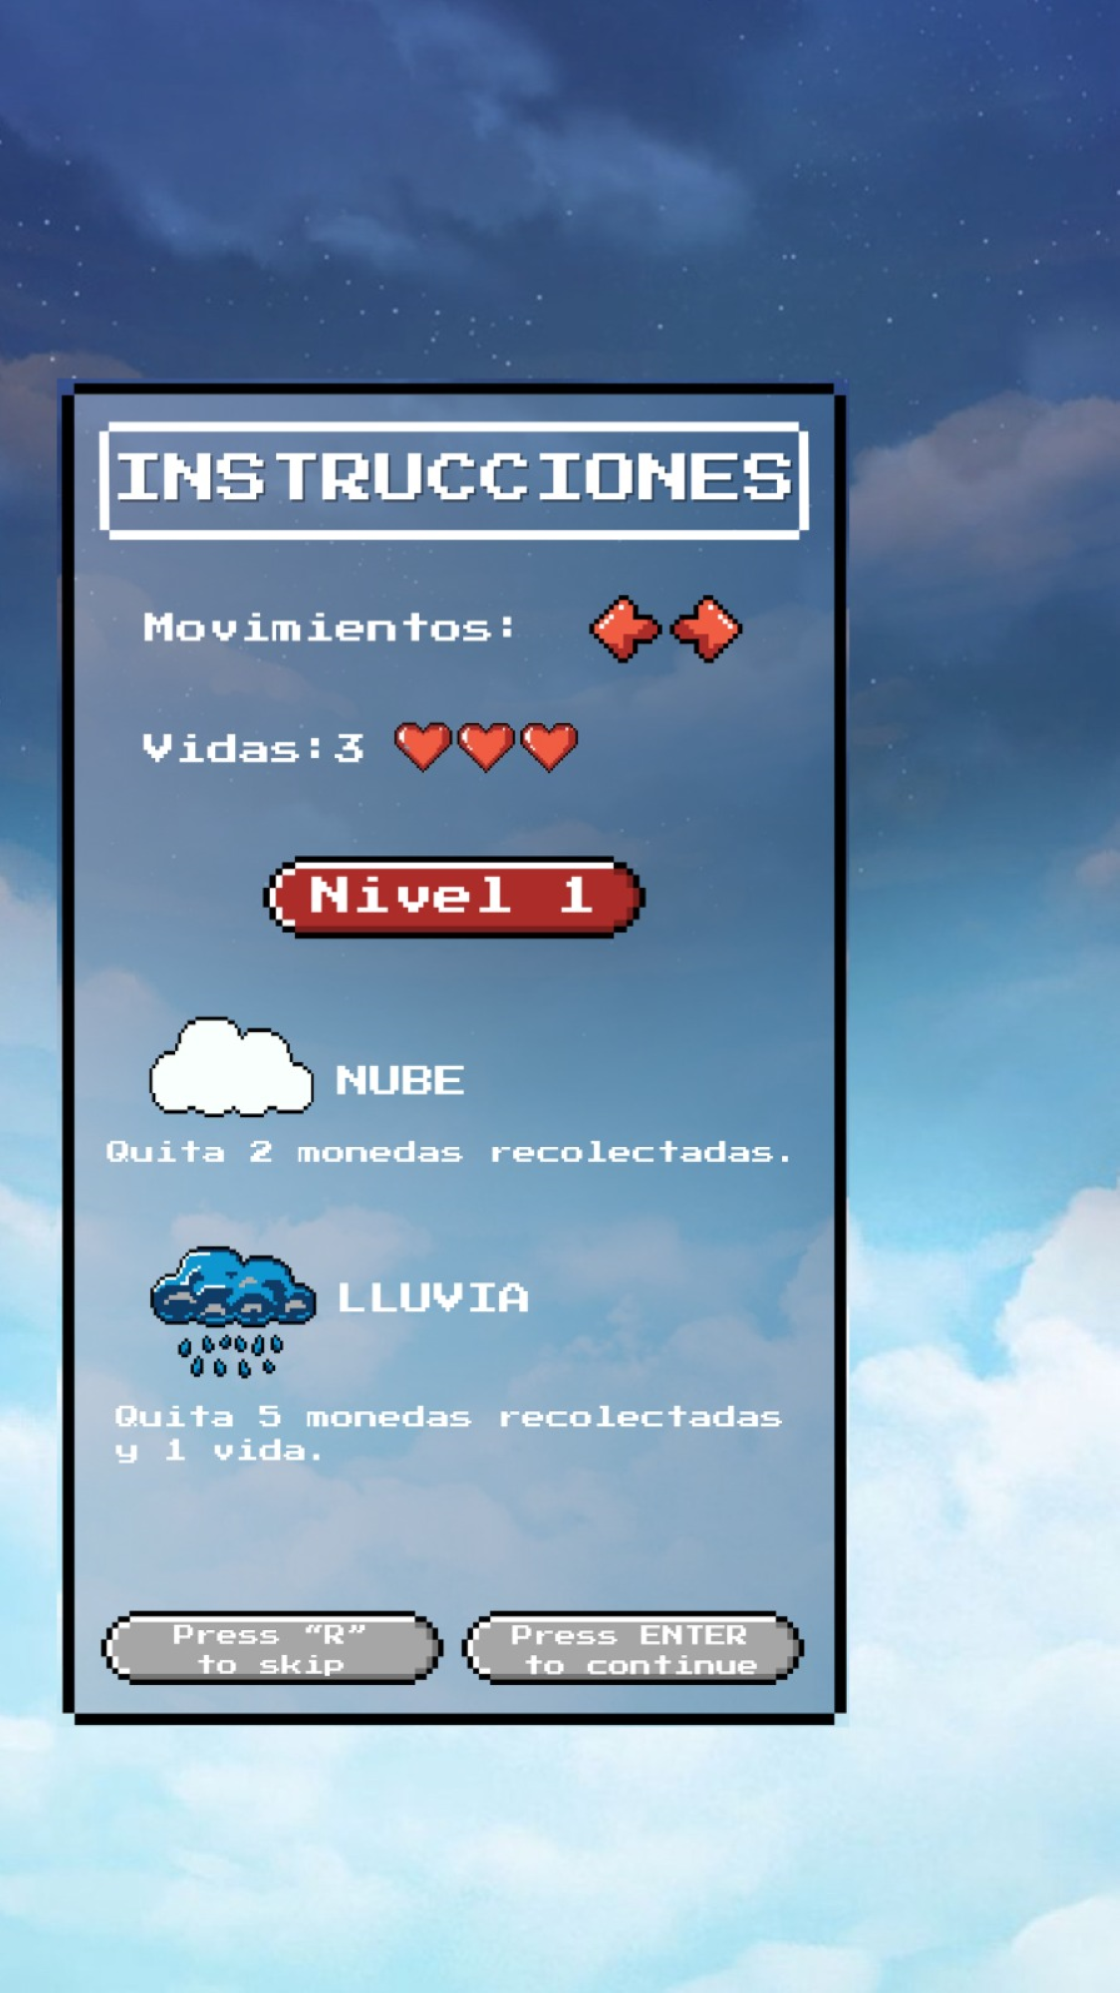 INSTRUCCIONES
Movimientos:
Vidas:3
Nivel 1
NUBE
Quita 2 monedas recolectadas.
LLUVIA
Quita 5 monedas recolectadas
y 1 vida.
Press “R”
to skip
Press ENTER
to continue